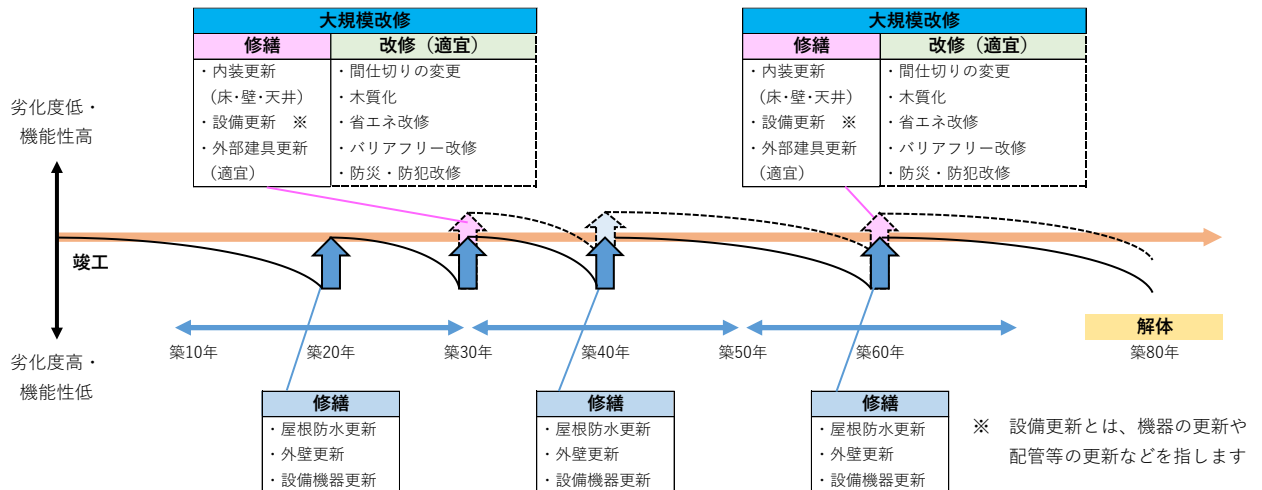 大規模改修
修繕
改修（適宜）
・内装更新
（床・壁・天井）
・設備更新　※
・外部建具更新
（適宜）
・間仕切りの変更
・木質化
・省エネ改修
・バリアフリー改修
・防災・防犯改修
大規模改修
修繕
改修（適宜）
・内装更新
（床・壁・天井）
・設備更新　※
・外部建具更新
（適宜）
・間仕切りの変更
・木質化
・省エネ改修
・バリアフリー改修
・防災・防犯改修
劣化度低・
機能性高
竣工
劣化度高・
機能性低
築10年
築20年
築30年
築40年
築50年
築60年
解体
築80年
修繕
・屋根防水更新
・外壁更新
・設備機器更新
修繕
・屋根防水更新
・外壁更新
・設備機器更新
修繕
・屋根防水更新
・外壁更新
・設備機器更新
※　設備更新とは、機器の更新や
配管等の更新などを指します